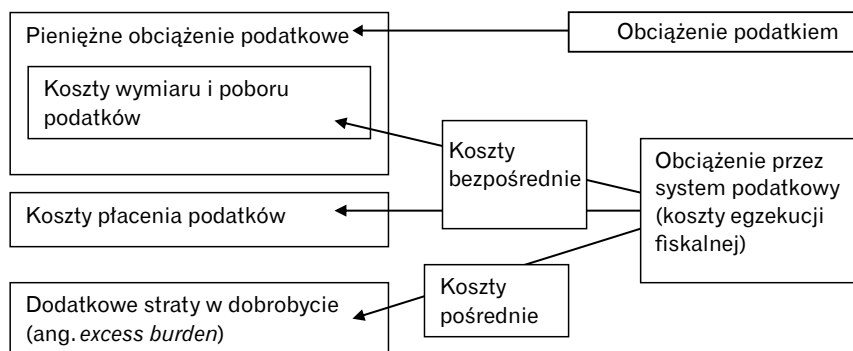 Pieniężne obciążenie podatkowe
Obciążenie podatkiem
Koszty wymiaru i poboru
podatków
Koszty
bezpośrednie
Obciążenie przez
system podatkowy
(koszty egzekucji
fiskalnej)
Koszty płacenia podatków
Koszty
pośrednie
Dodatkowe straty w dobrobycie
(ang. excess burden)